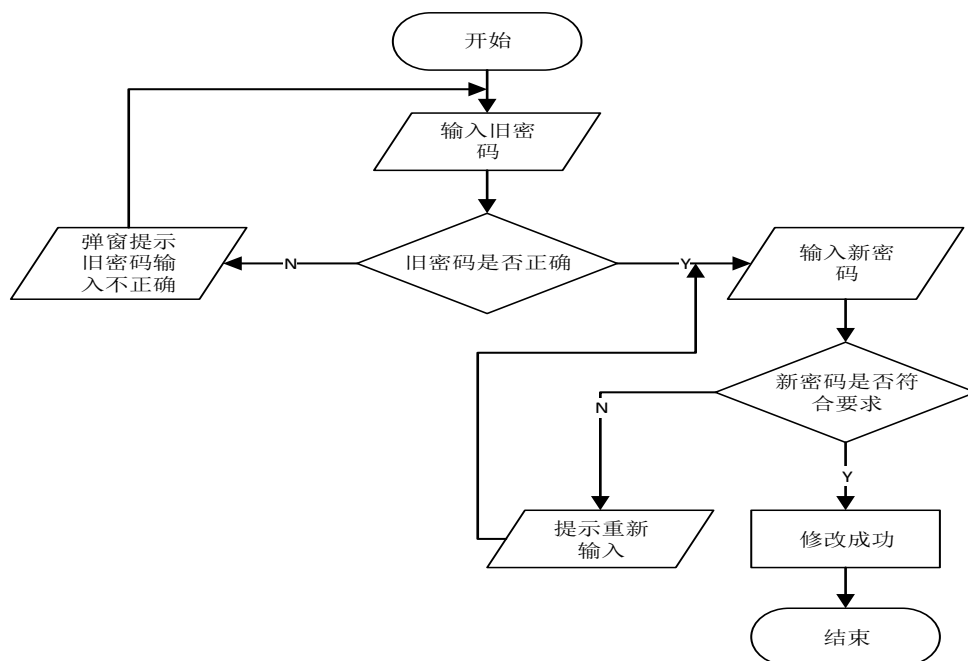 开始
输入旧密
码
弹窗提示
旧密码输
入不正确
N
旧密码是否正确
Y
输入新密
码
新密码是否符
合要求
N
Y
提示重新
输入
修改成功
结束